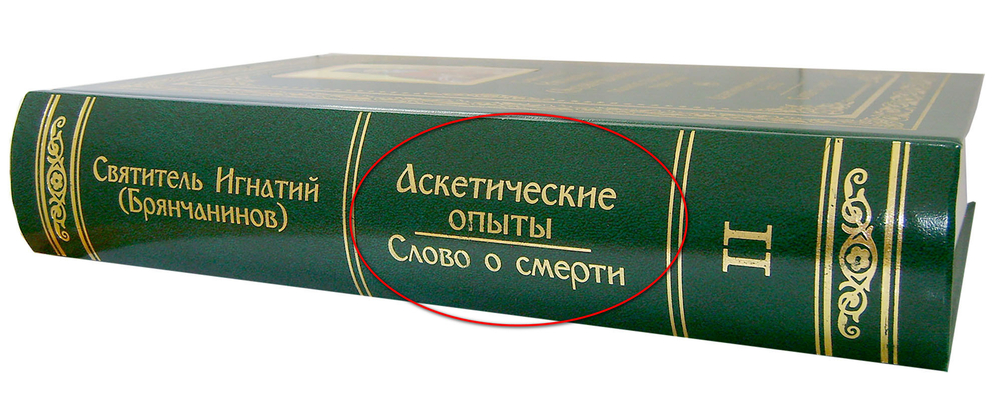 Святитель Игнатий
(Брянчанинов)
Аскетические
опыты
Слово о смерти
II